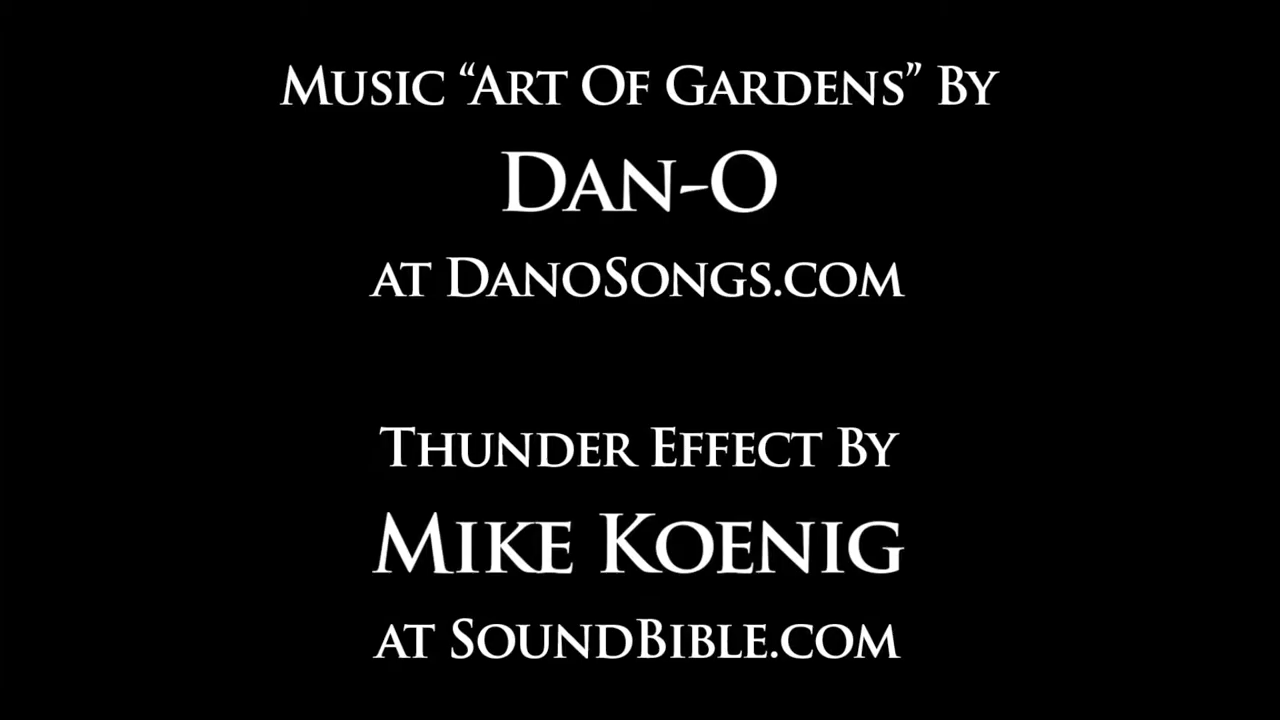 Music “Art Of Gardens” By
Dan-O
at DanoSongs.com
Thunder Effect By
Mike Koenig
at SoundBible.com